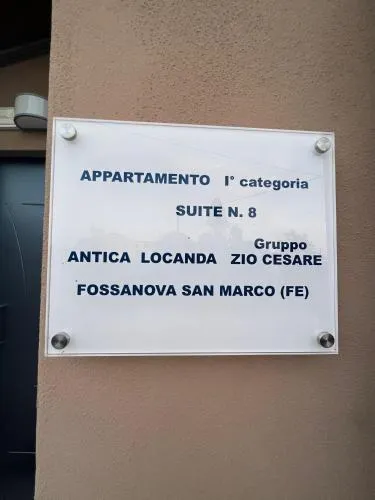 APPARTAMENTO I° categoria
SUITE N. 8
Gruppo
ANTICA LOCANDA ZIO CESARE
FOSSANOVA SAN MARCO (FE)